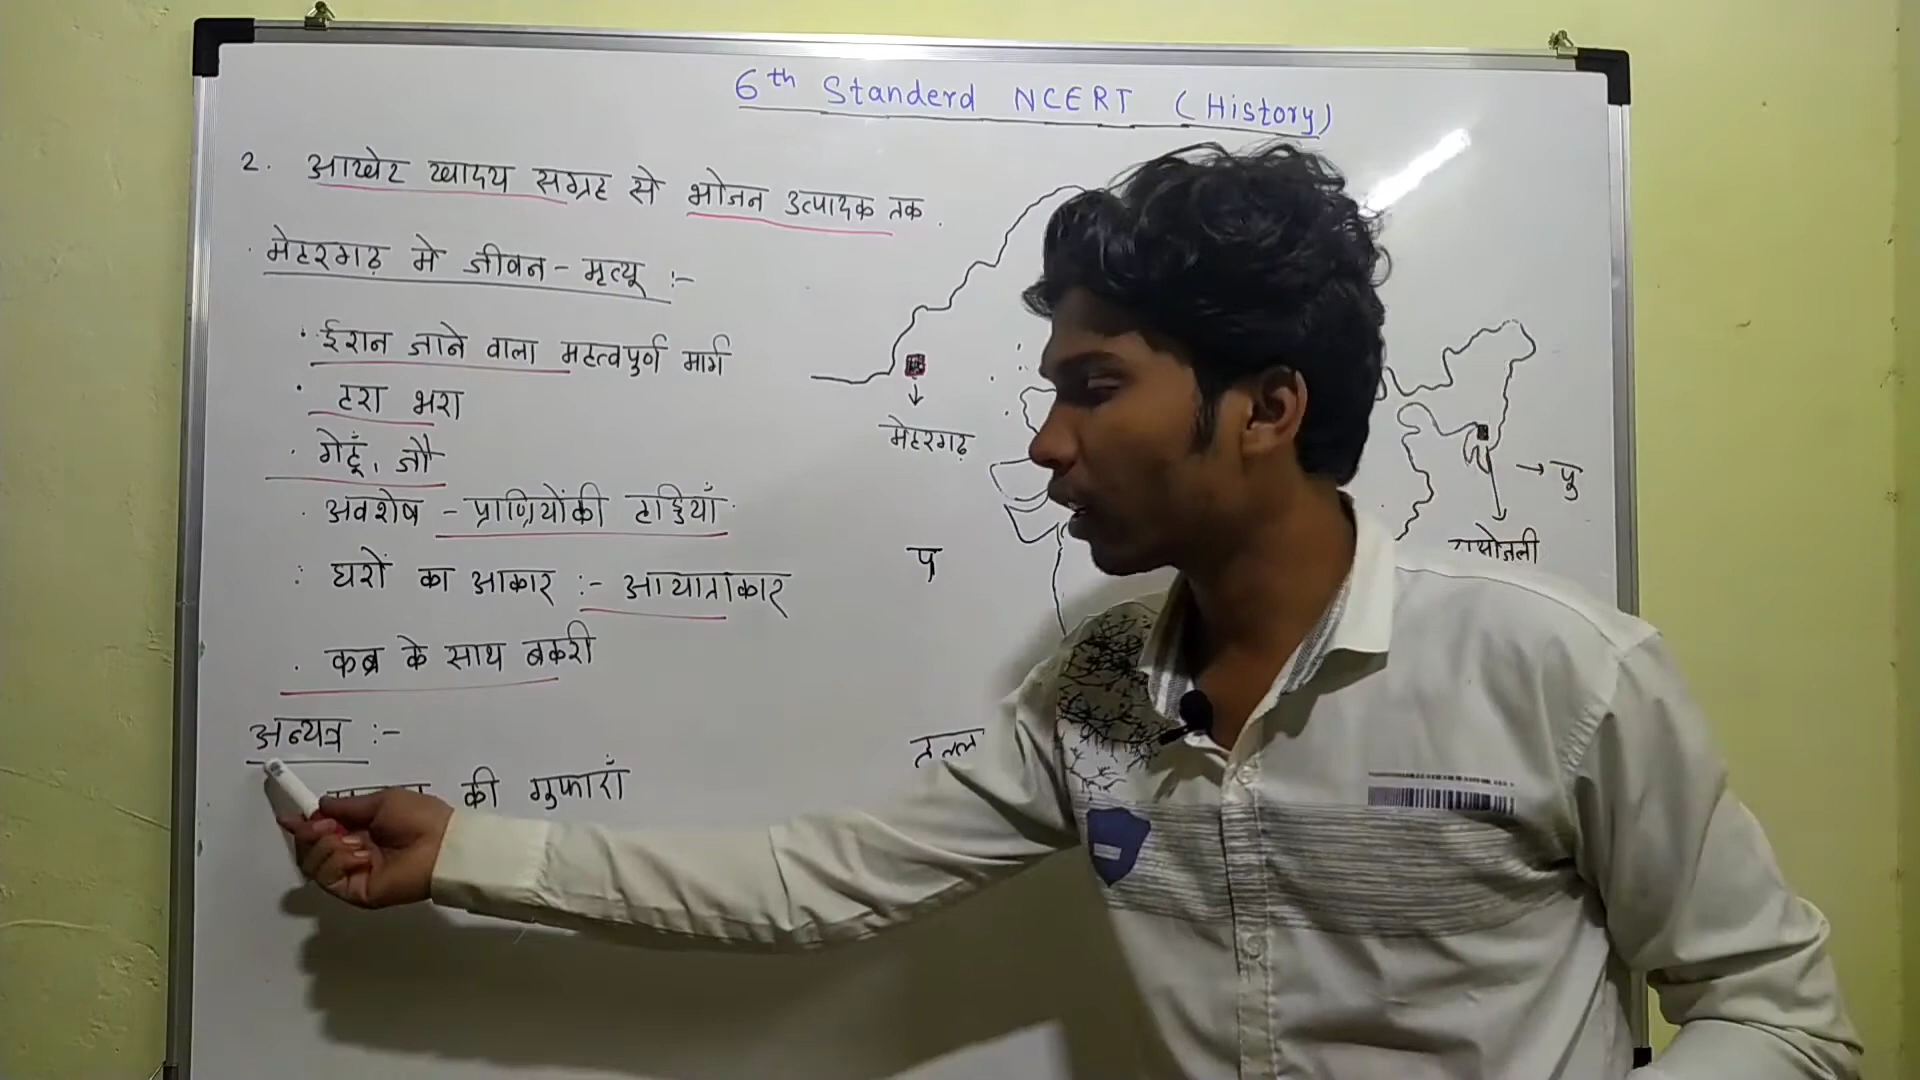 6th Standerd NCERT (History)
2. आखेट खादय सग्रह से भोजन उत्पादक तक.
मेहरगढ़ मे जीवन - मृत्यू :-
· ईरान जाने वाला महत्वपुर्ण मार्ग
· हरा भरा
· गेहूँ, जौ
· अवशेष - प्राणियोंकी हाड्डियाँ
: घरों का आकार :- आयाताकार
· कब्र के साथ बकरी
अन्यत्र :-
की गुफाएँ
मेहरगढ़
→ पु
प